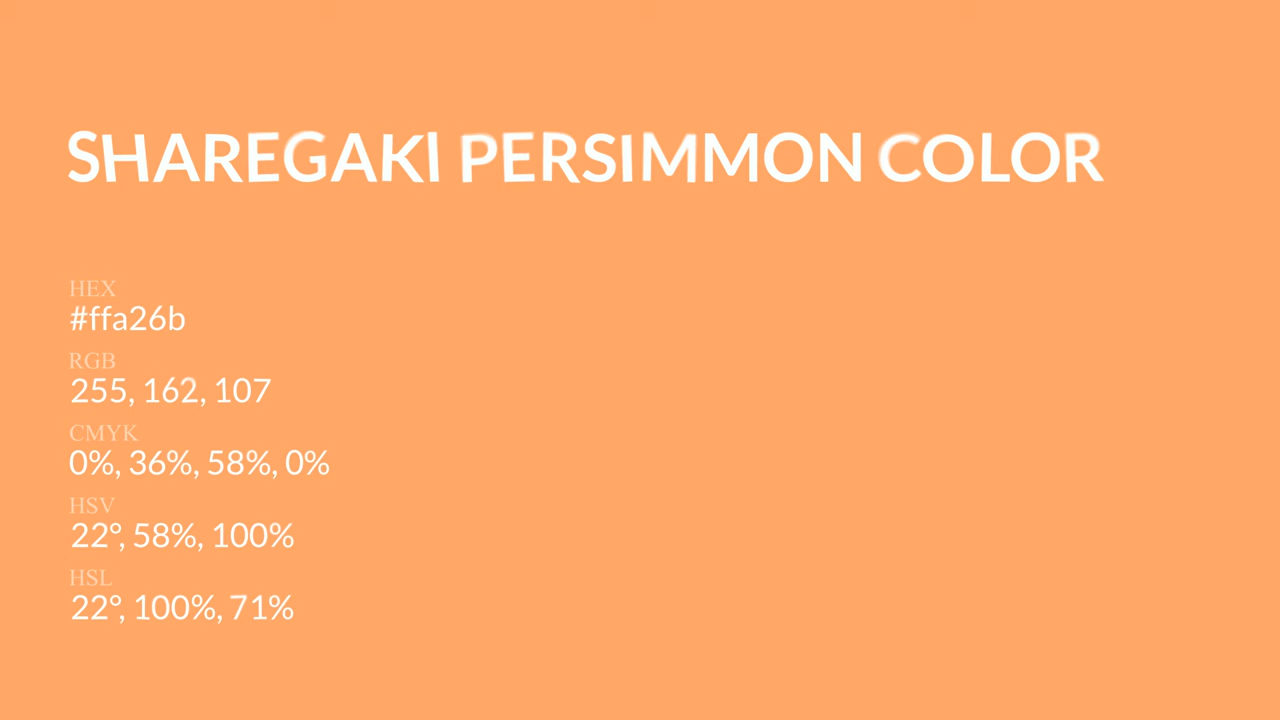 SHAREGAKI PERSIMMON COLOR
HEX
#ffa26b
RGB
255, 162, 107
CMYK
0%, 36%, 58%, 0%
HSV
22°, 58%, 100%
HSL
22°, 100%, 71%